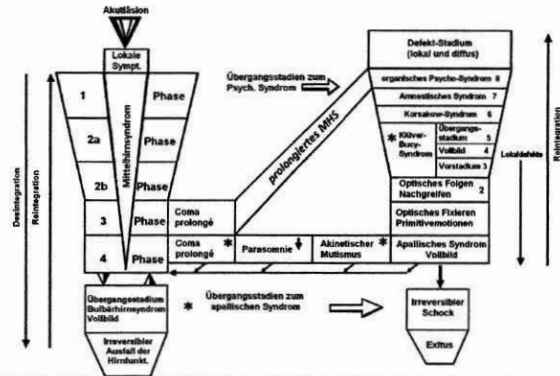 Akutläsion
Lokale
Sympt.
Desintegration
Reintegration
Mittelhirnsyndrom
1 Phase
2a Phase
2b Phase
3 Phase
4 Phase
Coma
prolongé
Coma
prolongé
*
Parasomnie
Akinetischer
Mutismus
*
prolongiertes MHS
Übergangsstadien zum
Psych. Syndrom
Defekt-Stadium
(lokal und diffus)
organisches Psycho-Syndrom 8
Amnestisches Syndrom 7
Korsakow-Syndrom 6
* Klüver-
Bucy-
Syndrom
Übergangs-
stadium 5
Vollbild 4
Vorstadium 3
Optisches Folgen
Nachgreifen 2
Optisches Fixieren
Primitivemotionen
Apallisches Syndrom
Vollbild
Lokaldefekte
Reintegration
Übergangsstadium
Bulbärhirnsyndrom
Vollbild
Irreversibler
Ausfall der
Hirnfunkt.
* Übergangsstadien zum
apallischen Syndrom
Irreversibler
Schock
Exitus